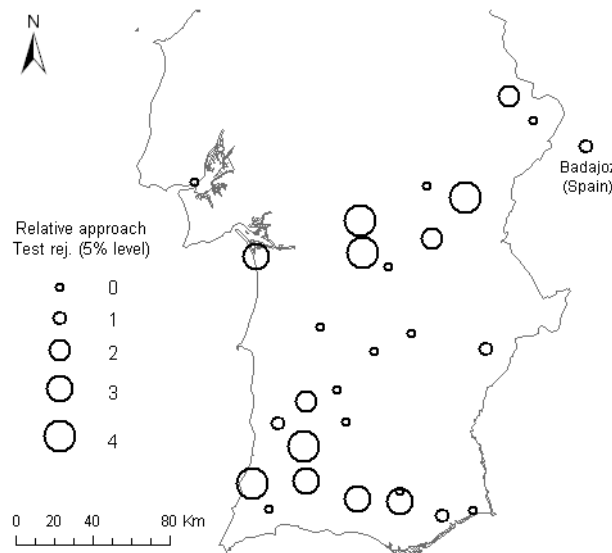 N
Badajoz
(Spain)
Relative approach
Test rej. (5% level)
0
1
2
3
4
0 20 40 80 Km